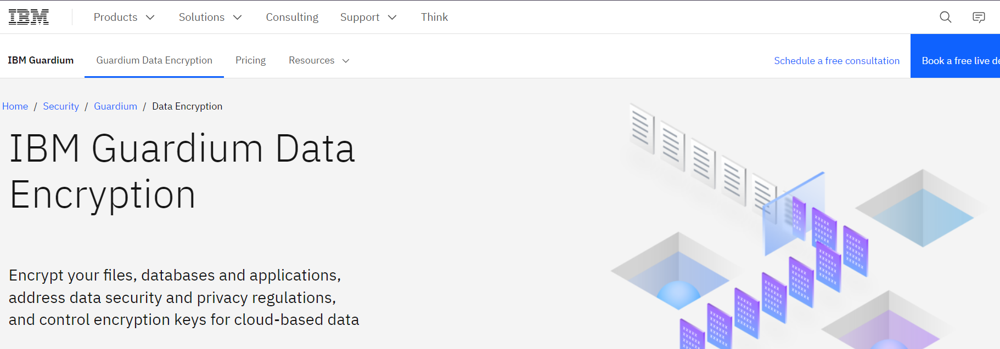 IBM Products Solutions Consulting Support Think
IBM Guardium Guardium Data Encryption Pricing Resources Schedule a free consultation Book a free live
Home / Security / Guardium / Data Encryption
IBM Guardium Data
Encryption
Encrypt your files, databases and applications,
address data security and privacy regulations,
and control encryption keys for cloud-based data